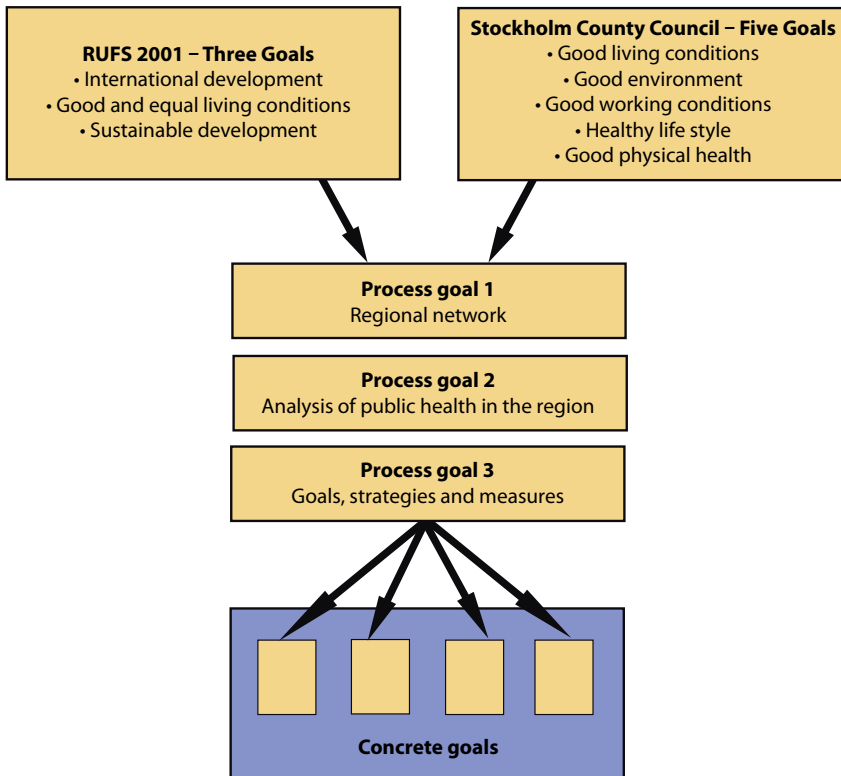 RUFS 2001 – Three Goals
• International development
• Good and equal living conditions
• Sustainable development
Stockholm County Council – Five Goals
• Good living conditions
• Good environment
• Good working conditions
• Healthy life style
• Good physical health
Process goal 1
Regional network
Process goal 2
Analysis of public health in the region
Process goal 3
Goals, strategies and measures
Concrete goals